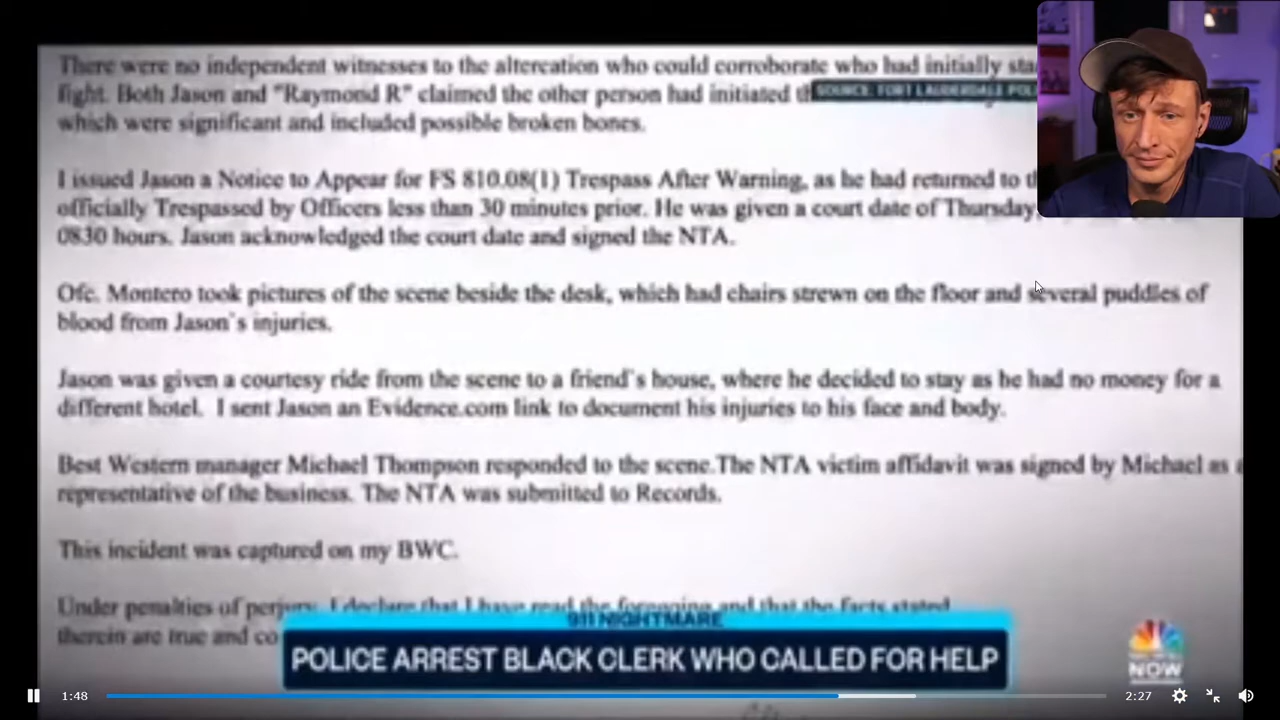 There were no independent witnesses to the altercation who could corroborate who had initially sta
fight. Both Jason and "Raymond R" claimed the other person had initiated th
SOURCE: FORT LAUDERDALE POL
which were significant and included possible broken bones.
I issued Jason a Notice to Appear for FS 810.08(1) Trespass After Warning, as he had returned to th
officially Trespassed by Officers less than 30 minutes prior. He was given a court date of Thursday
0830 hours. Jason acknowledged the court date and signed the NTA.
Ofc. Montero took pictures of the scene beside the desk, which had chairs strewn on the floor and several puddles of
blood from Jason's injuries.
Jason was given a courtesy ride from the scene to a friend's house, where he decided to stay as he had no money for a
different hotel. I sent Jason an Evidence.com link to document his injuries to his face and body.
Best Western manager Michael Thompson responded to the scene.The NTA victim affidavit was signed by Michael as a
representative of the business. The NTA was submitted to Records.
This incident was captured on my BWC.
Under penalties of perjury, I declare that I have read the foregoing and that the facts stated
therein are true and co
911 NIGHTMARE
POLICE ARREST BLACK CLERK WHO CALLED FOR HELP
NOW
1:48
2:27